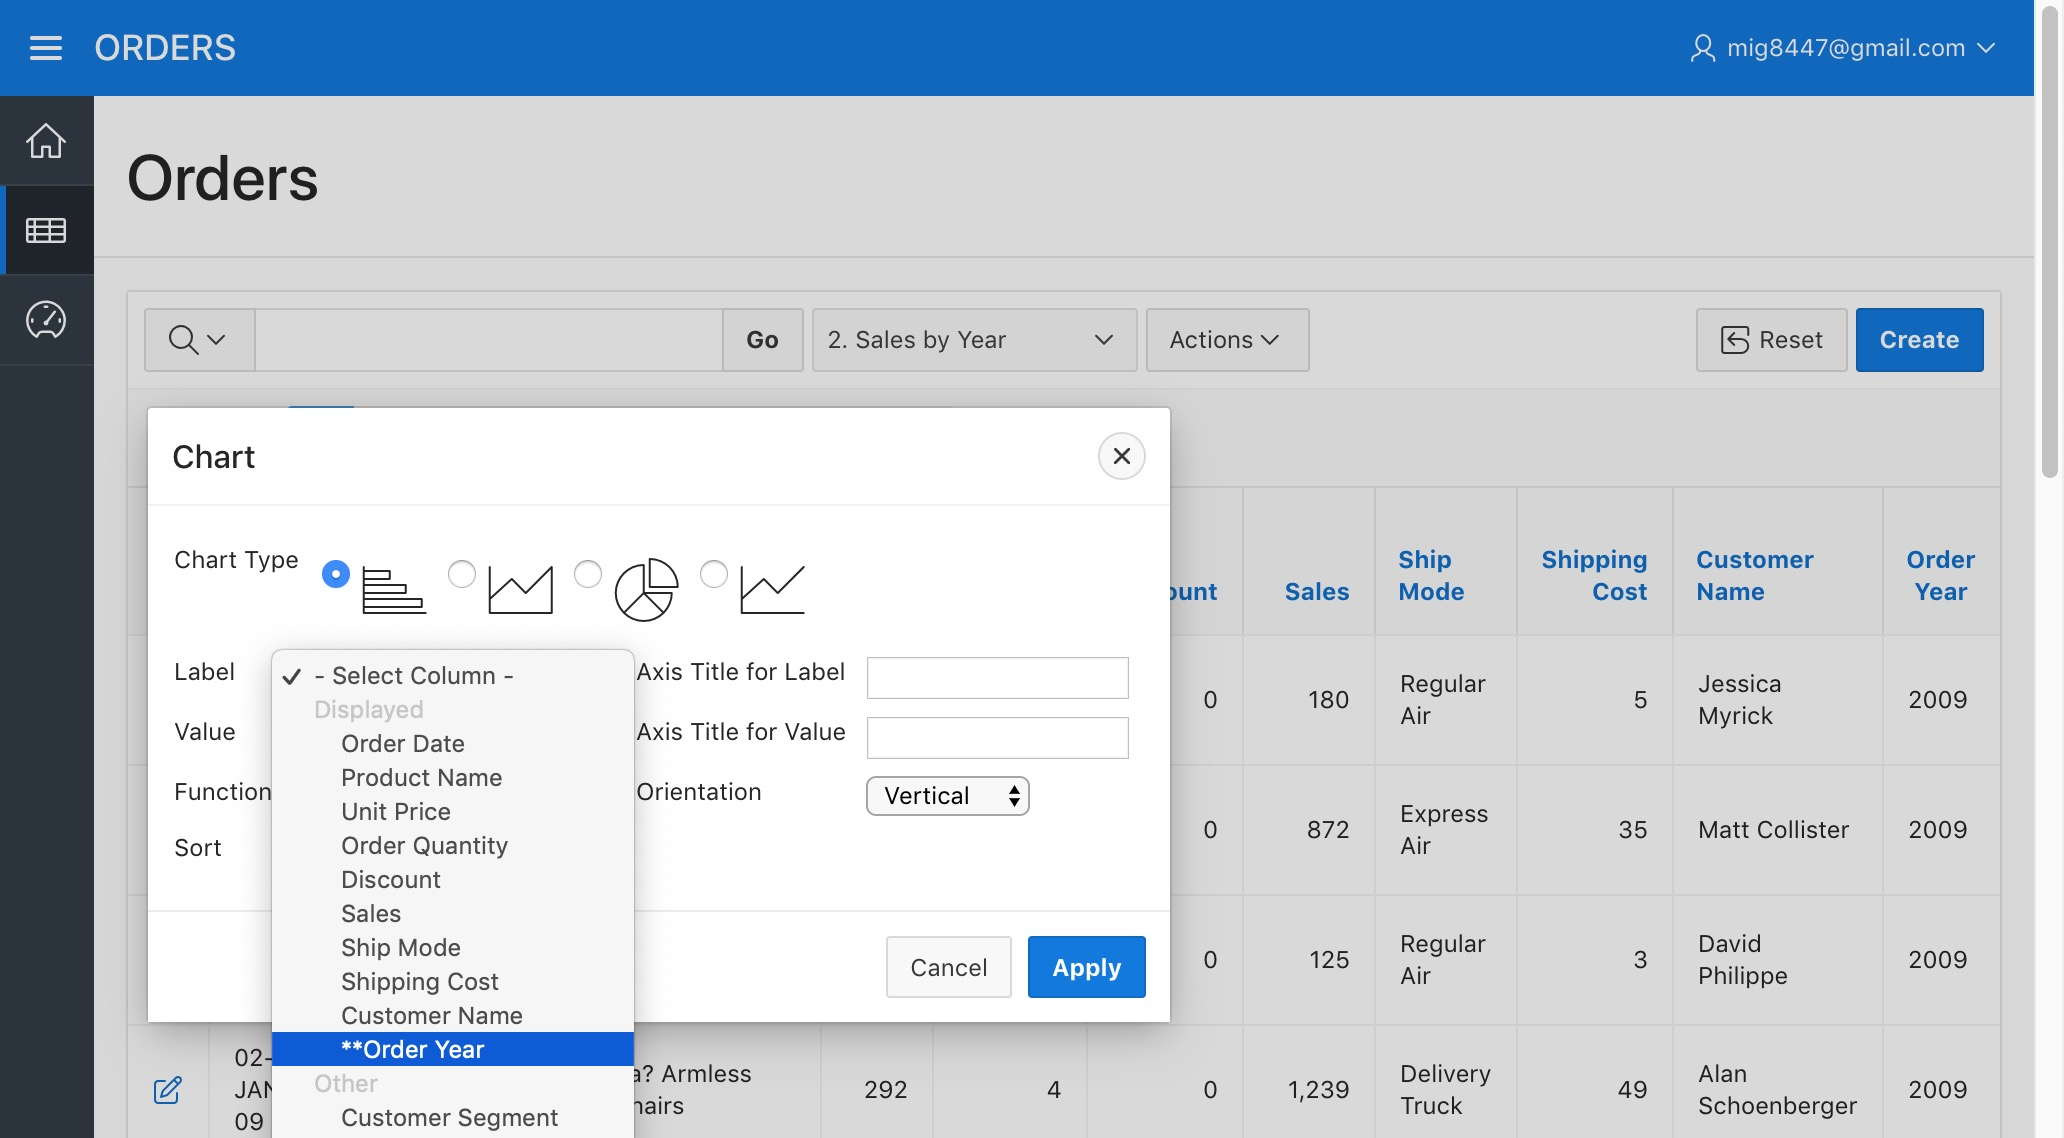 ORDERS
mig8447@gmail.com
Orders
Go
2. Sales by Year
Actions
Reset
Create
Chart
Chart Type
Label
Value
Function
Sort
- Select Column -
Displayed
Order Date
Product Name
Unit Price
Order Quantity
Discount
Sales
Ship Mode
Shipping Cost
Customer Name
**Order Year
Other
Customer Segment
Axis Title for Label
Axis Title for Value
Orientation
Vertical
Cancel
Apply
Sales
Ship
Mode
Shipping
Cost
Customer
Name
Order
Year
0
180
Regular
Air
5
Jessica
Myrick
2009
0
872
Express
Air
35
Matt Collister
2009
0
125
Regular
Air
3
David
Philippe
2009
02-
JAN
09
a? Armless
hairs
292
4
0
1,239
Delivery
Truck
49
Alan
Schoenberger
2009